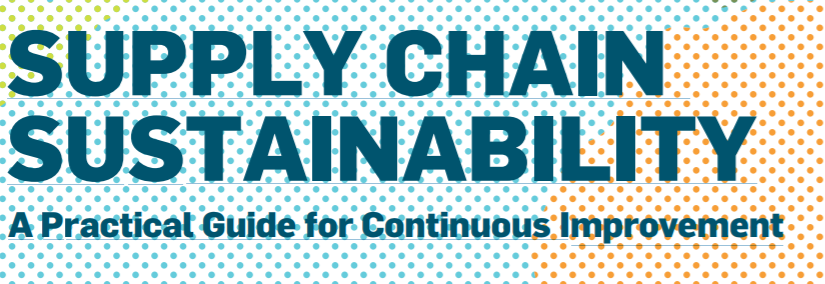 SUPPLY CHAIN
SUSTAINABILITY
A Practical Guide for Continuous Improvement